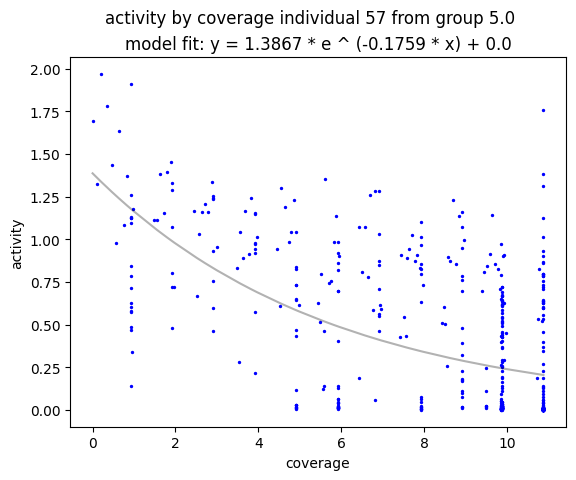 activity by coverage individual 57 from group 5.0
model fit: y = 1.3867 * e ^ (-0.1759 * x) + 0.0
2.00
1.75
1.50
1.25
1.00
0.75
0.50
0.25
0.00
activity
0 2 4 6 8 10
coverage